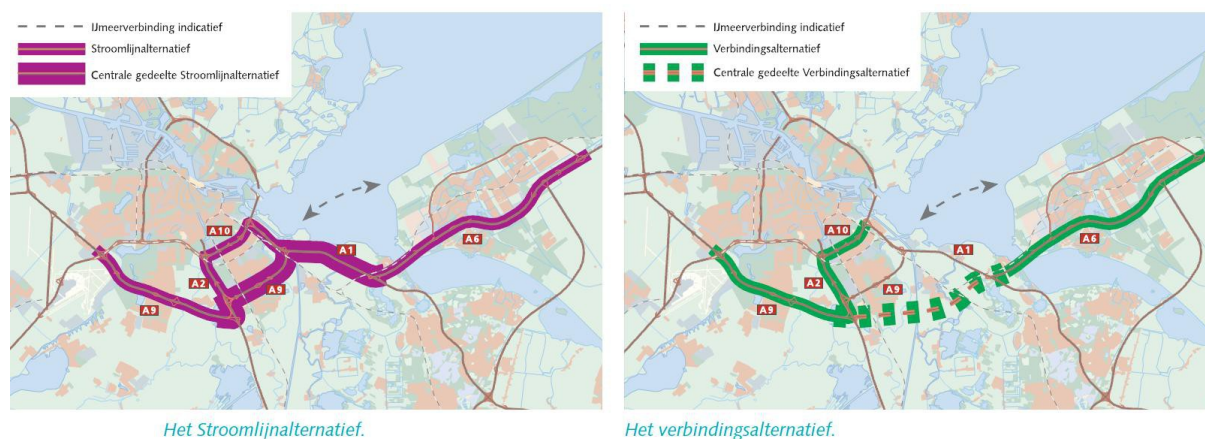 IJmeerverbinding indicatief
Stroomlijnalternatief
Centrale gedeelte Stroomlijnalternatief
A10
A1
A6
A2
A9
A9
Het Stroomlijnalternatief.
IJmeerverbinding indicatief
Verbindingsalternatief
Centrale gedeelte Verbindingsalternatief
A10
A1
A6
A2
A9
A9
Het verbindingsalternatief.